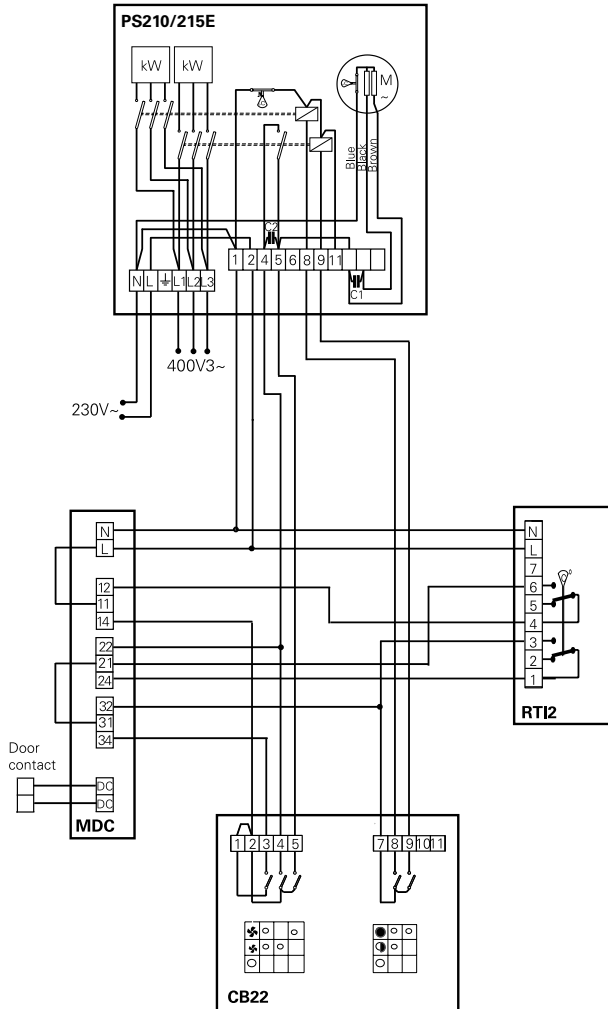 PS210/215E
kW kW
M
~
Blue
Black
Brown
C2
1 2 4 5 6 8 9 11
N L L1 L2 L3
C1
400V3~
230V~
N
L
12
11
14
22
21
24
32
31
34
DC
DC
MDC
Door
contact
N
L
7
6
5
4
3
2
1
RTI2
1 2 3 4 5
7 8 9 10 11
CB22